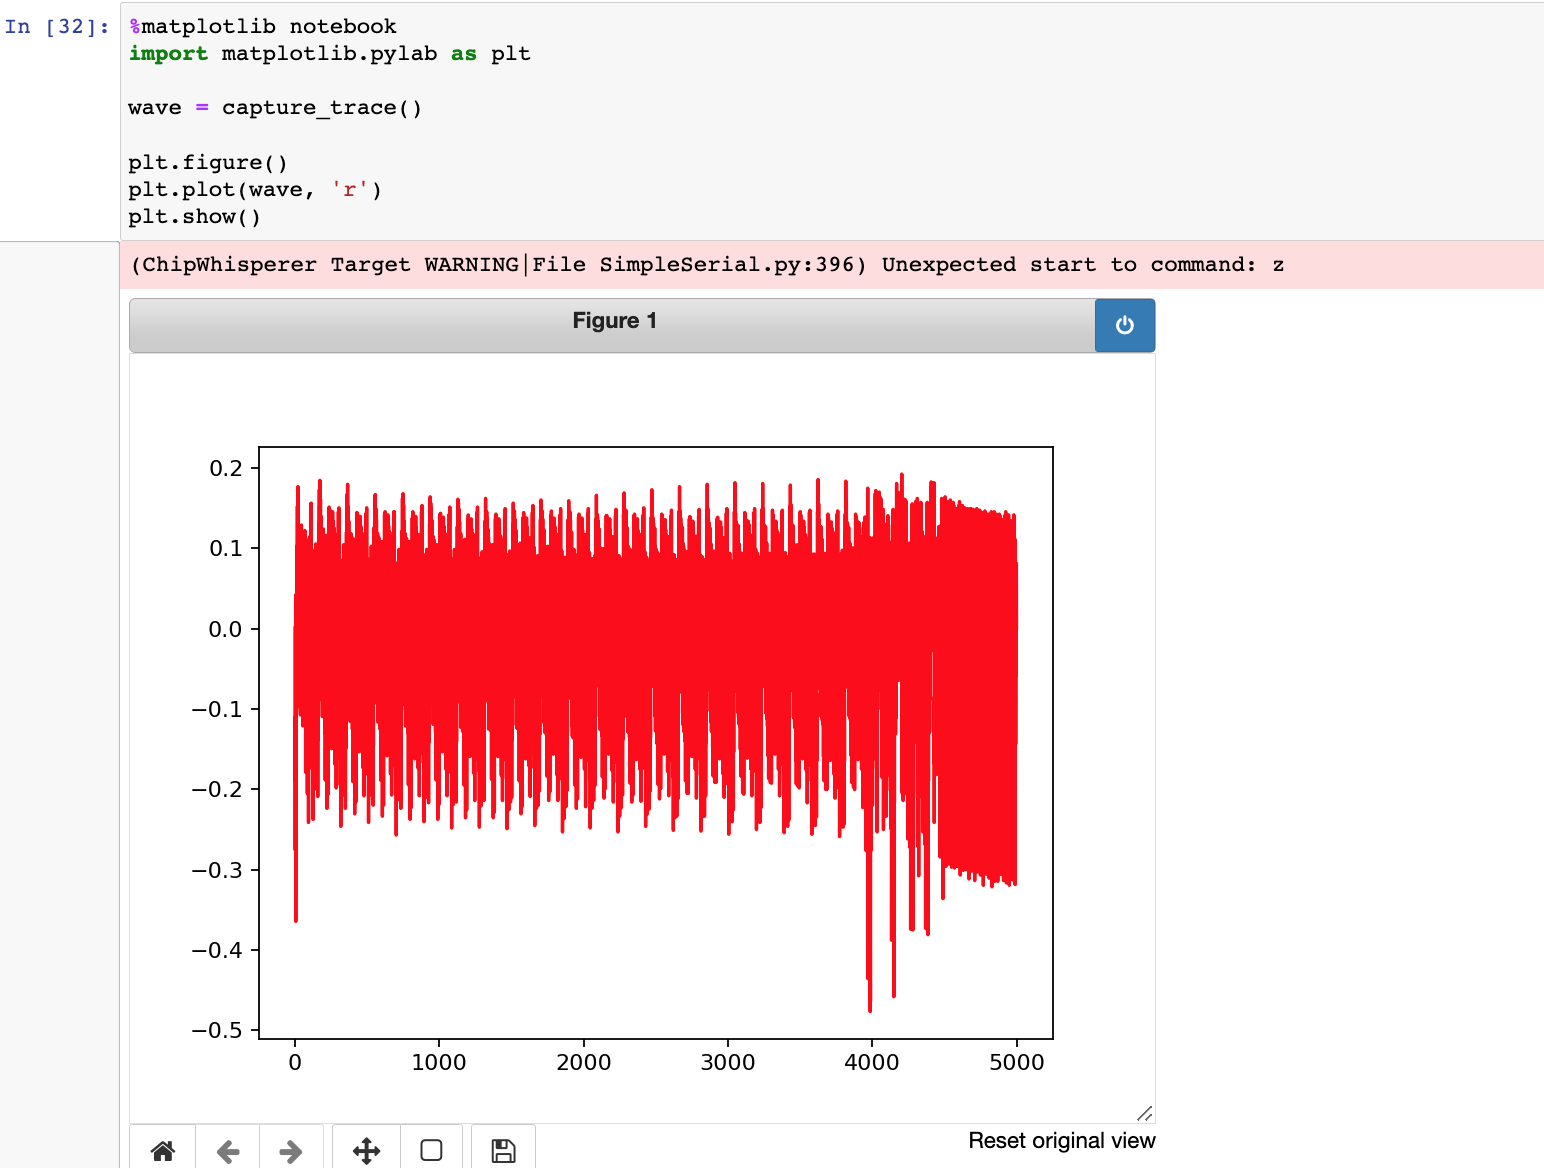 In [32]:
%matplotlib notebook
import matplotlib.pylab as plt
wave = capture_trace()
plt.figure()
plt.plot(wave, 'r')
plt.show()
(ChipWhisperer Target WARNING|File SimpleSerial.py:396) Unexpected start to command: z
Figure 1
0.2
0.1
0.0
−0.1
−0.2
−0.3
−0.4
−0.5
0 1000 2000 3000 4000 5000
Reset original view